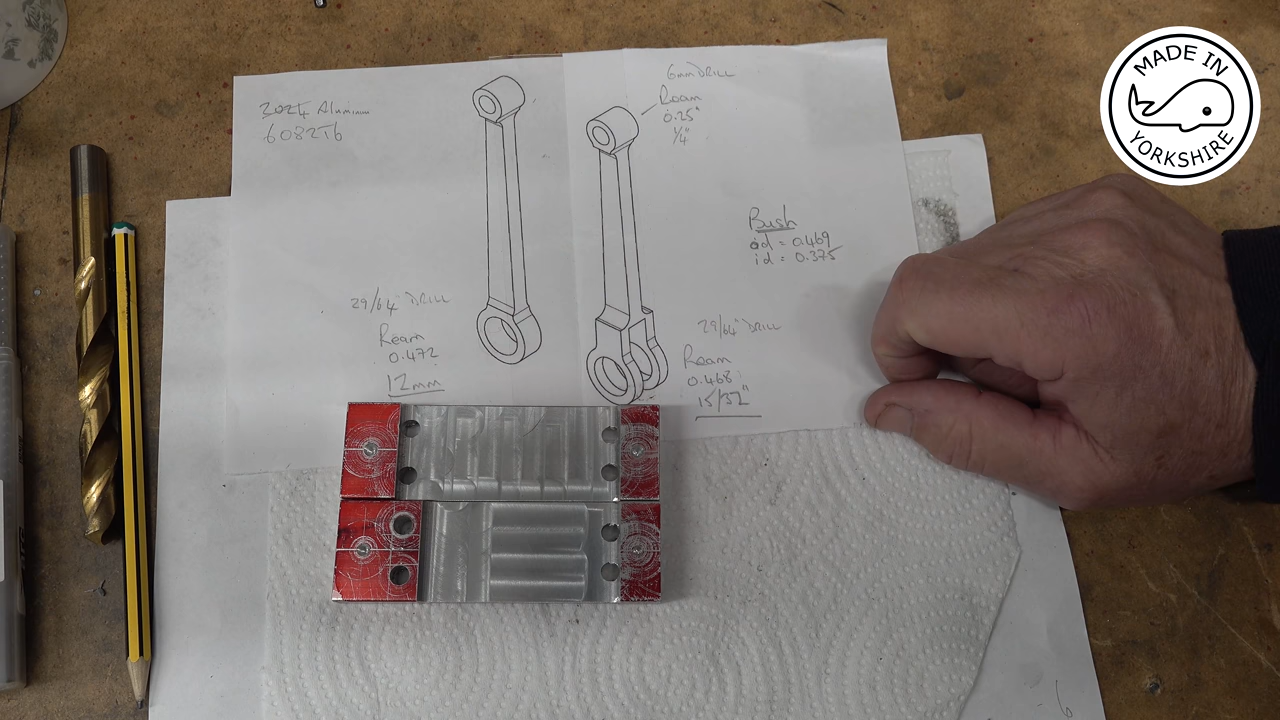 2024 Aluminium
6082T6
6mm DRILL
Ream
0.25"
1/4"
Bush
od = 0.469
id = 0.375
29/64" DRILL
Ream
0.472
12mm
29/64" DRILL
Ream
0.468
15/32"
MADE IN
YORKSHIRE